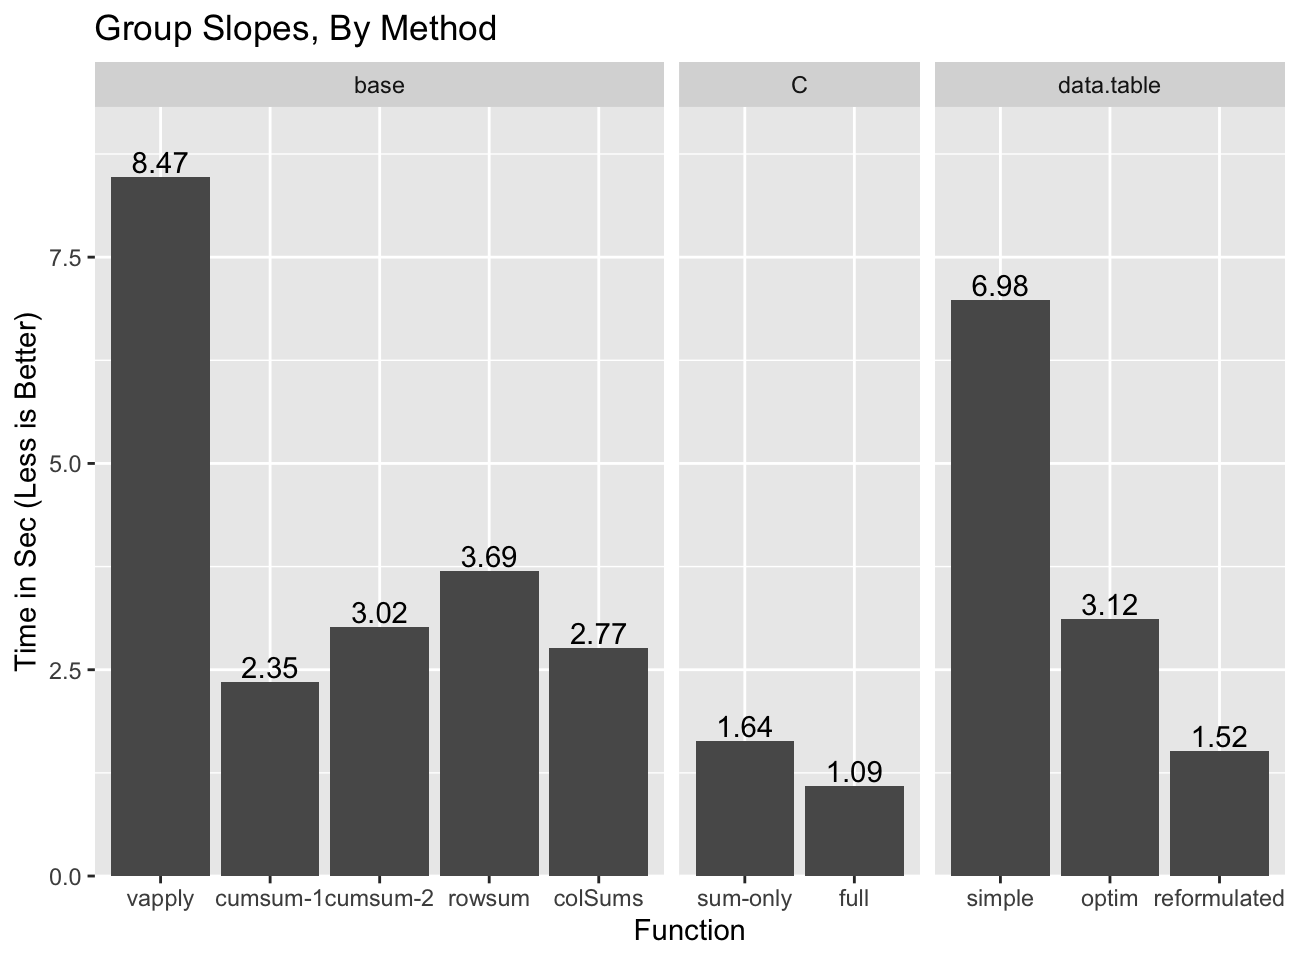 Group Slopes, By Method
base C data.table
8.47
7.5
6.98
Time in Sec (Less is Better)
5.0
3.69
3.12
3.02
2.77
2.5
2.35
1.64
1.52
1.09
0.0
vapply cumsum-1 cumsum-2 rowsum colSums sum-only full simple optim reformulated
Function